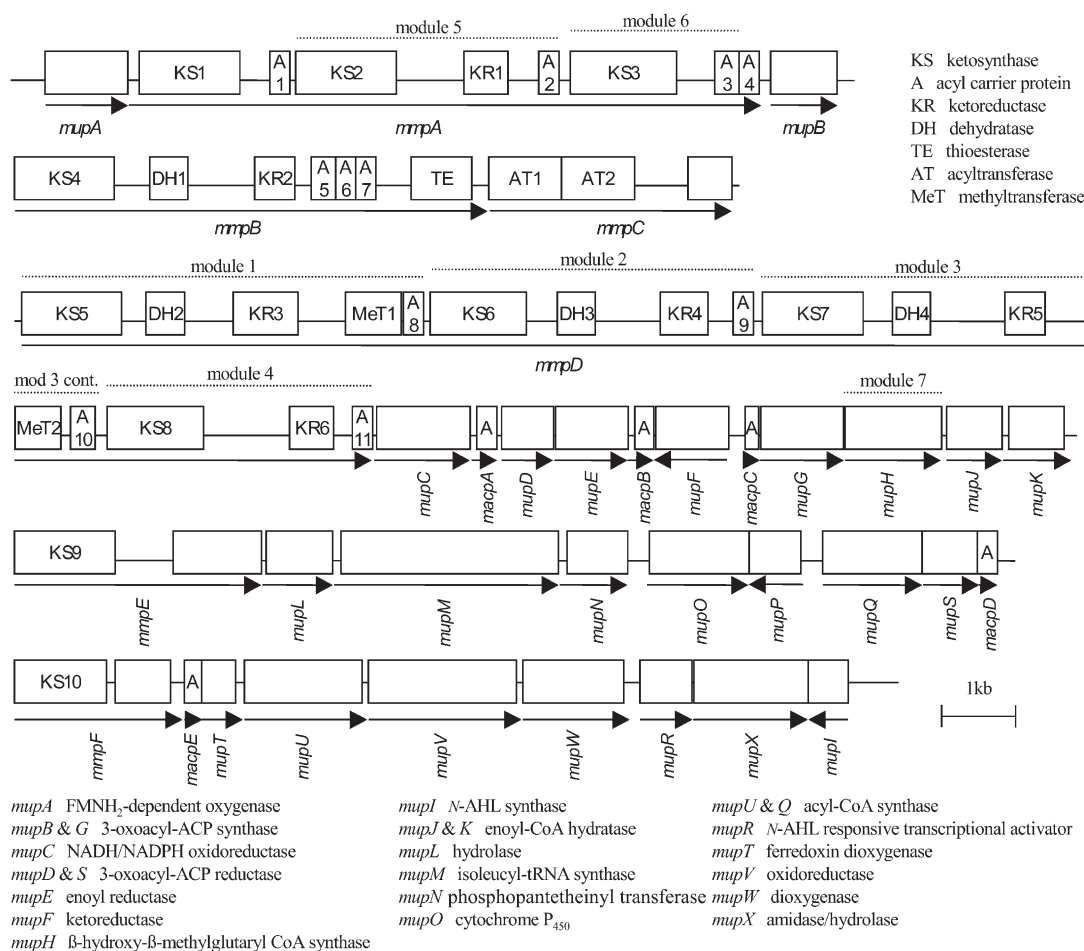 module 5 module 6
KS1 A 1 KS2 KR1 A 2 KS3 A 3 A 4
mupA mmpA mupB
KS ketosynthase
A acyl carrier protein
KR ketoreductase
DH dehydratase
TE thioesterase
AT acyltransferase
MeT methyltransferase
KS4 DH1 KR2 A 5 A 6 A 7 TE AT1 AT2
mmpB mmpC
module 1 module 2 module 3
KS5 DH2 KR3 MeT1 A 8 KS6 DH3 KR4 A 9 KS7 DH4 KR5
mmpD
mod 3 cont. module 4 module 7
MeT2 A 10 KS8 KR6 A 11 A A A
mupC macpA mupD mupE macpB mupF macpC mupG mupH mupJ mupK
KS9 A
mmpE mupL mupM mupN mupO mupP mupQ mupS macpD
KS10 A
mmpF macpE mupT mupU mupV mupW mupR mupX mupI
1kb
mupA FMNH₂-dependent oxygenase
mupB & G 3-oxoacyl-ACP synthase
mupC NADH/NADPH oxidoreductase
mupD & S 3-oxoacyl-ACP reductase
mupE enoyl reductase
mupF ketoreductase
mupH ß-hydroxy-ß-methylglutaryl CoA synthase
mupI N-AHL synthase
mupJ & K enoyl-CoA hydratase
mupL hydrolase
mupM isoleucyl-tRNA synthase
mupN phosphopantetheinyl transferase
mupO cytochrome P₄₅₀
mupU & Q acyl-CoA synthase
mupR N-AHL responsive transcriptional activator
mupT ferredoxin dioxygenase
mupV oxidoreductase
mupW dioxygenase
mupX amidase/hydrolase